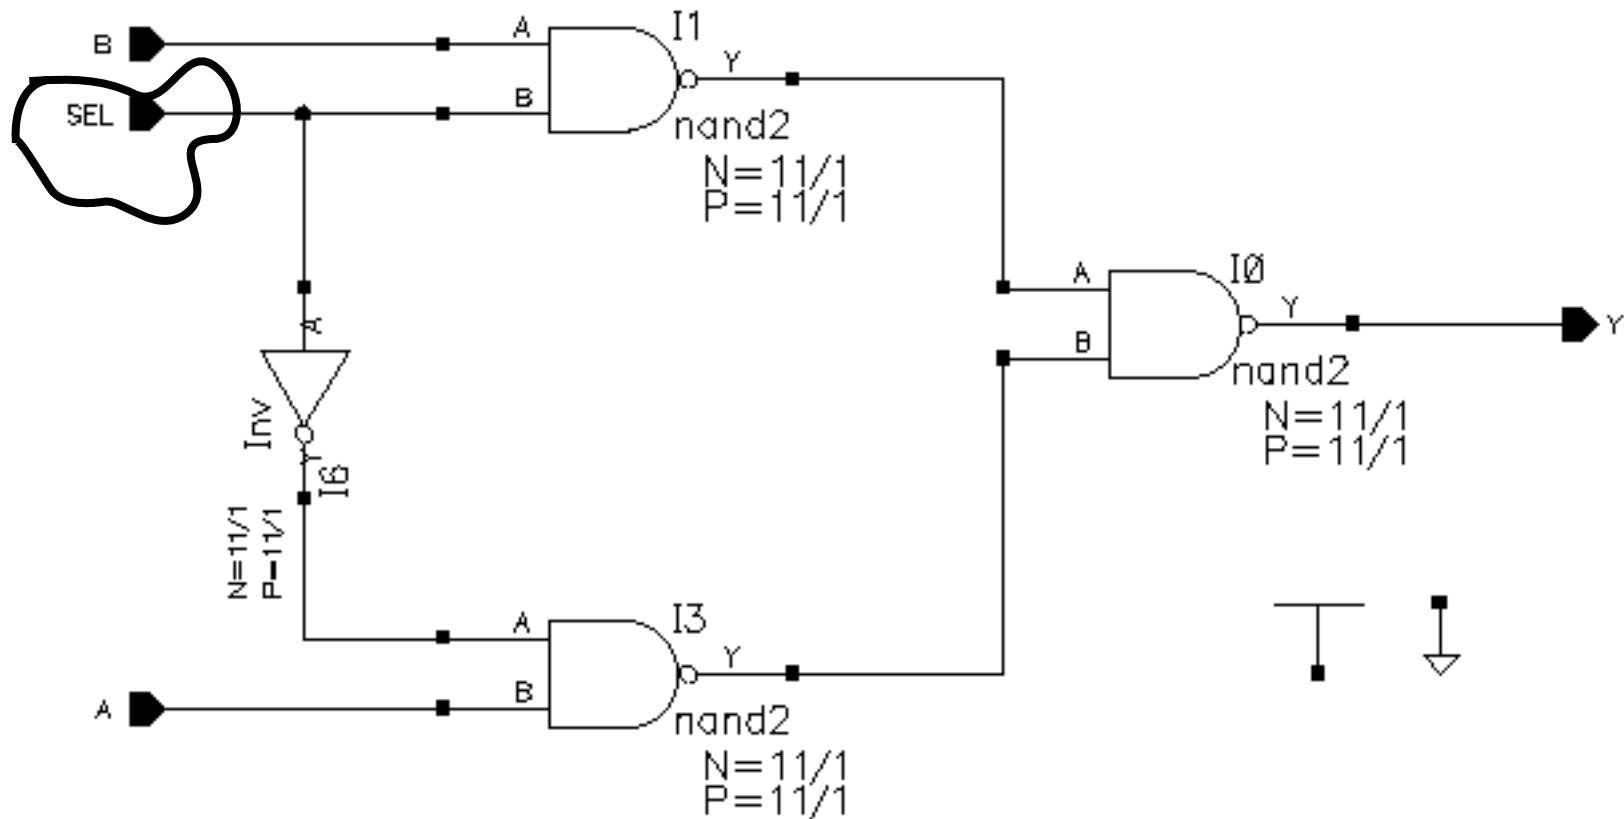 B
A
I1
Y
SEL
B
nand2
N=11/1
P=11/1
A
I0
Y
Y
B
nand2
N=11/1
P=11/1
A
Inv
Y
I6
N=11/1
P=11/1
A
I3
Y
A
B
nand2
N=11/1
P=11/1